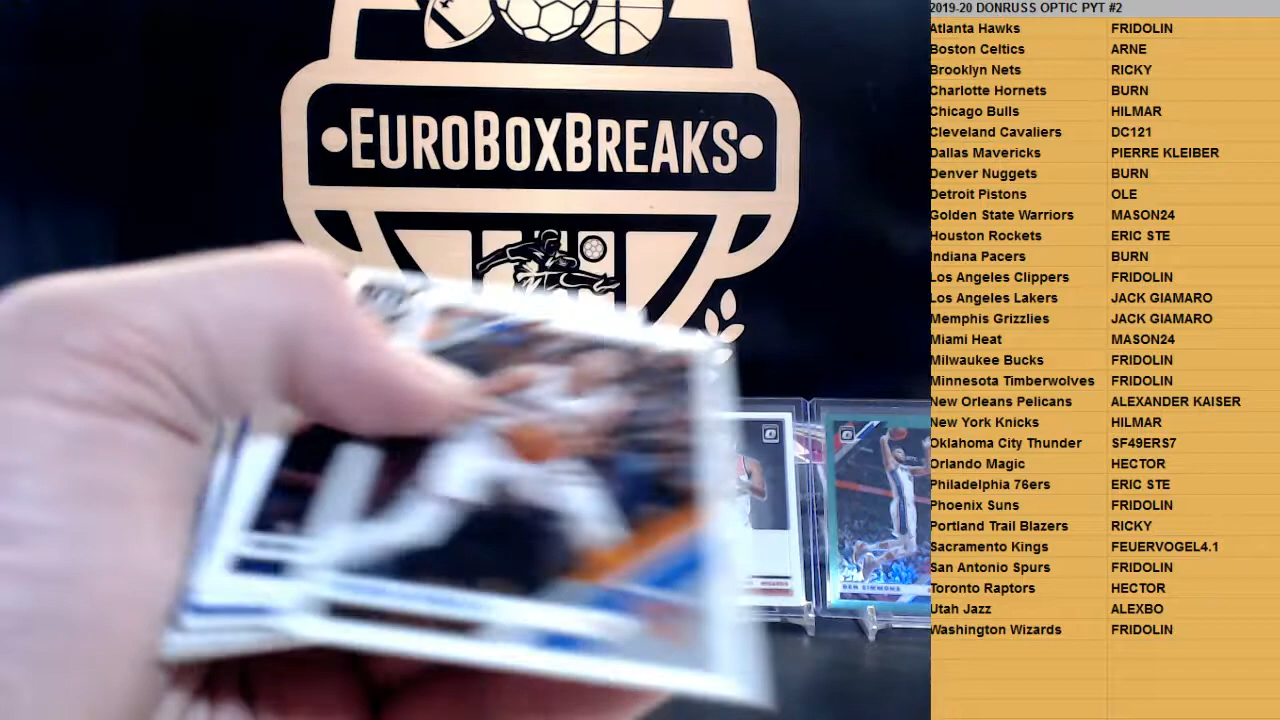 2019-20 DONRUSS OPTIC PYT #2
Atlanta Hawks FRIDOLIN
Boston Celtics ARNE
Brooklyn Nets RICKY
Charlotte Hornets BURN
Chicago Bulls HILMAR
Cleveland Cavaliers DC121
Dallas Mavericks PIERRE KLEIBER
Denver Nuggets BURN
Detroit Pistons OLE
Golden State Warriors MASON24
Houston Rockets ERIC STE
Indiana Pacers BURN
Los Angeles Clippers FRIDOLIN
Los Angeles Lakers JACK GIAMARO
Memphis Grizzlies JACK GIAMARO
Miami Heat MASON24
Milwaukee Bucks FRIDOLIN
Minnesota Timberwolves FRIDOLIN
New Orleans Pelicans ALEXANDER KAISER
New York Knicks HILMAR
Oklahoma City Thunder SF49ERS7
Orlando Magic HECTOR
Philadelphia 76ers ERIC STE
Phoenix Suns FRIDOLIN
Portland Trail Blazers RICKY
Sacramento Kings FEUERVOGEL4.1
San Antonio Spurs FRIDOLIN
Toronto Raptors HECTOR
Utah Jazz ALEXBO
Washington Wizards FRIDOLIN
EUROBOXBREAKS
WIZARDS
BEN SIMMONS